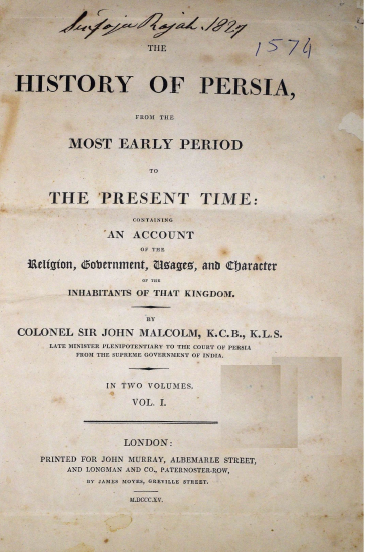 Serfojee Rajah 1827
1574
THE
HISTORY OF PERSIA,
FROM THE
MOST EARLY PERIOD
TO
THE PRESENT TIME:
CONTAINING
AN ACCOUNT
OF THE
Religion, Government, Usages, and Character
OF THE
INHABITANTS OF THAT KINGDOM.
BY
COLONEL SIR JOHN MALCOLM, K.C.B., K.L.S.
LATE MINISTER PLENIPOTENTIARY TO THE COURT OF PERSIA
FROM THE SUPREME GOVERNMENT OF INDIA.
IN TWO VOLUMES.
VOL. I.
LONDON:
PRINTED FOR JOHN MURRAY, ALBEMARLE STREET,
AND LONGMAN AND CO., PATERNOSTER-ROW,
BY JAMES MOYES, GREVILLE STREET.
M.DCCC.XV.